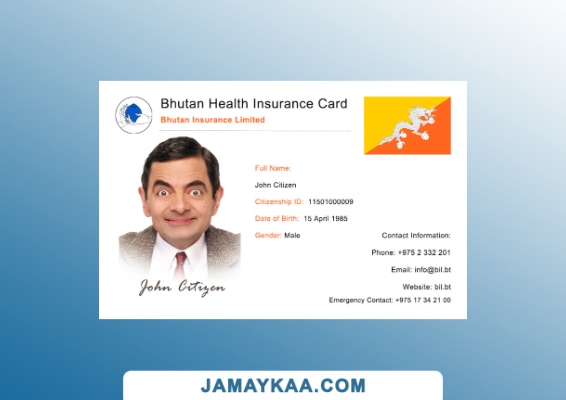 Bhutan Health Insurance Card
Bhutan Insurance Limited
Full Name:
John Citizen
Citizenship ID: 11501000009
Date of Birth: 15 April 1985
Gender: Male
John Citizen
Contact Information:
Phone: +975 2 332 201
Email: info@bil.bt
Website: bil.bt
Emergency Contact: +975 17 34 21 00
JAMAYKAA.COM